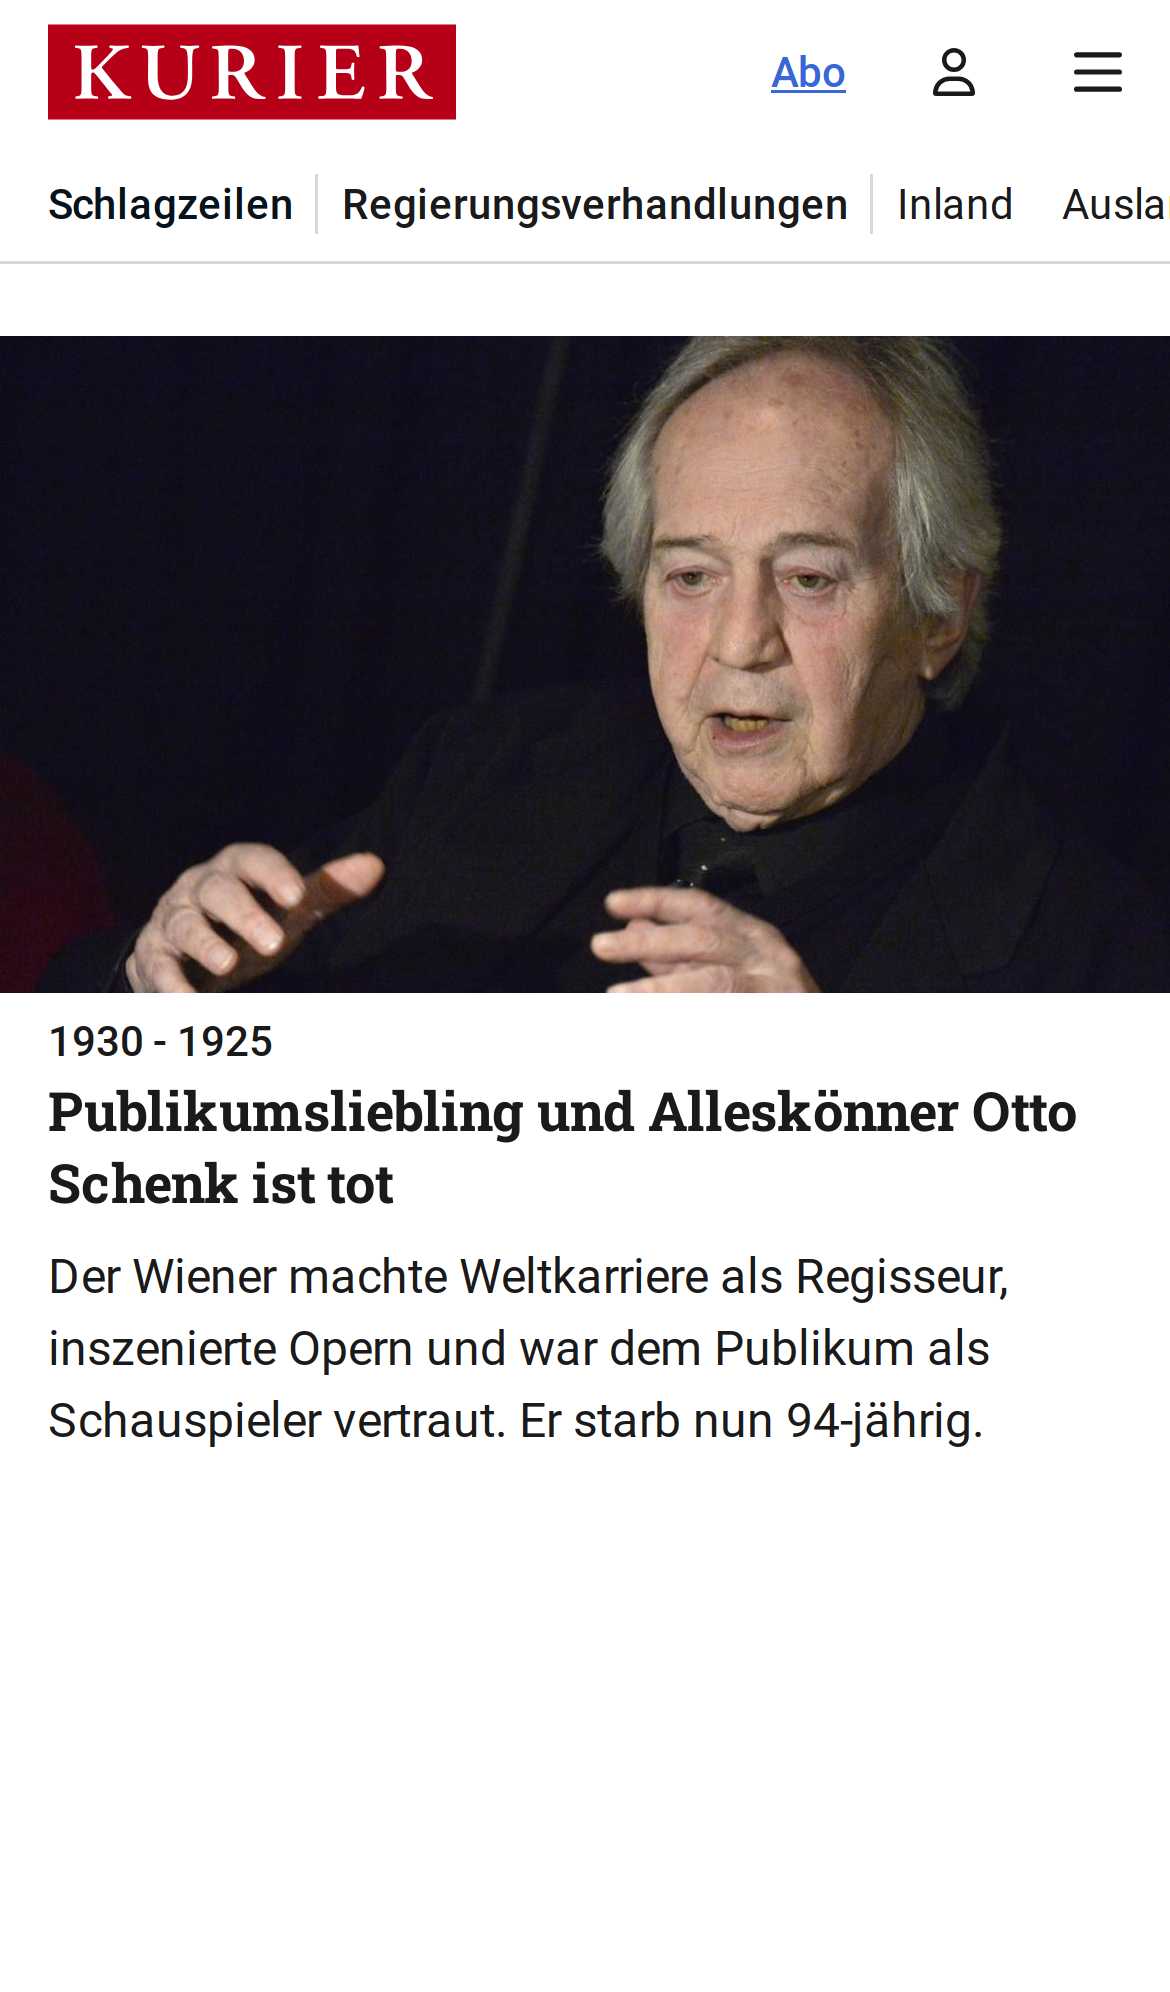 KURIER
Abo
Schlagzeilen
Regierungsverhandlungen
Inland
1930 - 1925
Publikumsliebling und Alleskönner Otto
Schenk ist tot
Der Wiener machte Weltkarriere als Regisseur,
inszenierte Opern und war dem Publikum als
Schauspieler vertraut. Er starb nun 94-jährig.